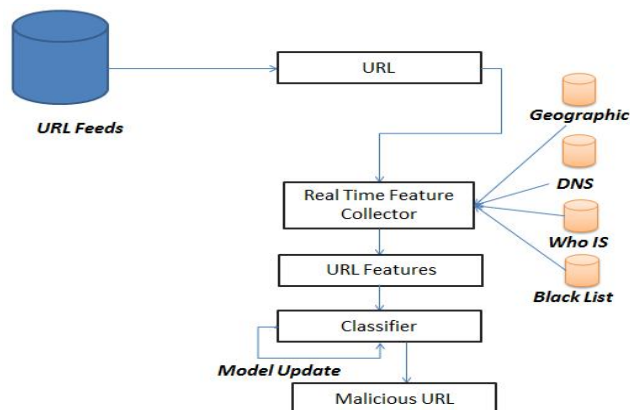 URL Feeds
URL
Geographic
Real Time Feature
Collector
DNS
Who IS
URL Features
Black List
Classifier
Model Update
Malicious URL